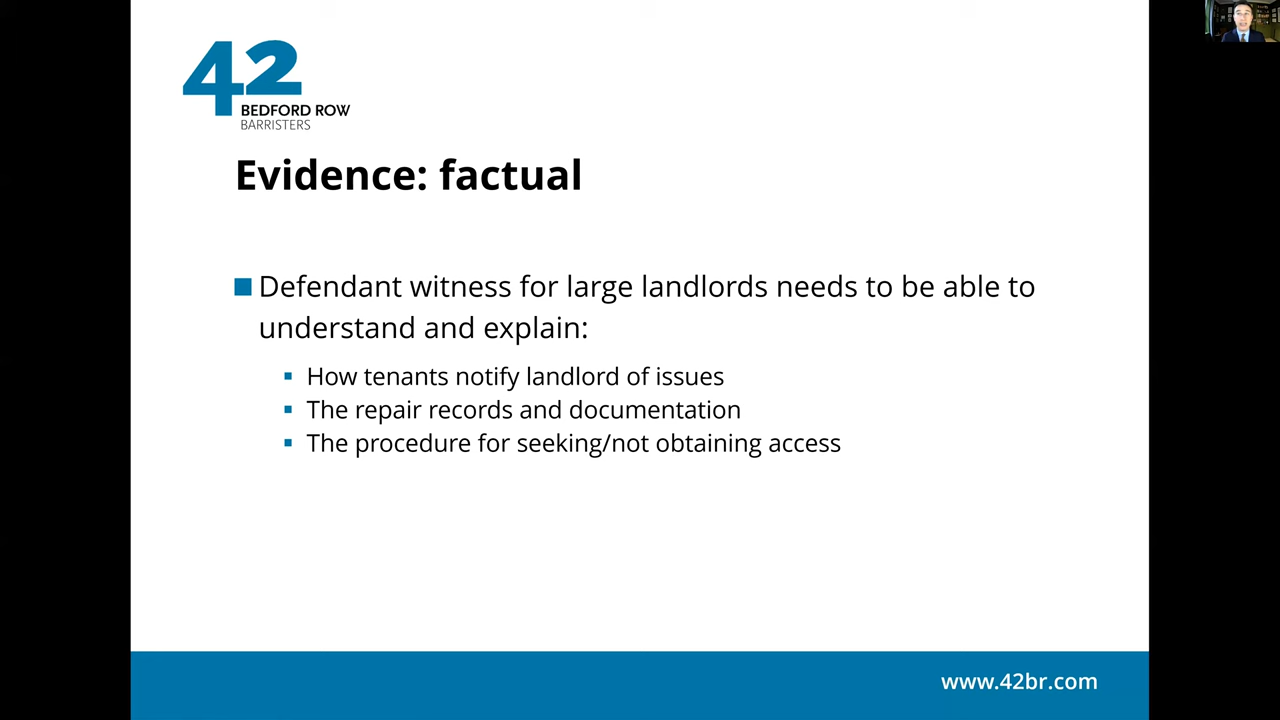 42
BEDFORD ROW
BARRISTERS
Evidence: factual
Defendant witness for large landlords needs to be able to
understand and explain:
How tenants notify landlord of issues
The repair records and documentation
The procedure for seeking/not obtaining access
www.42br.com